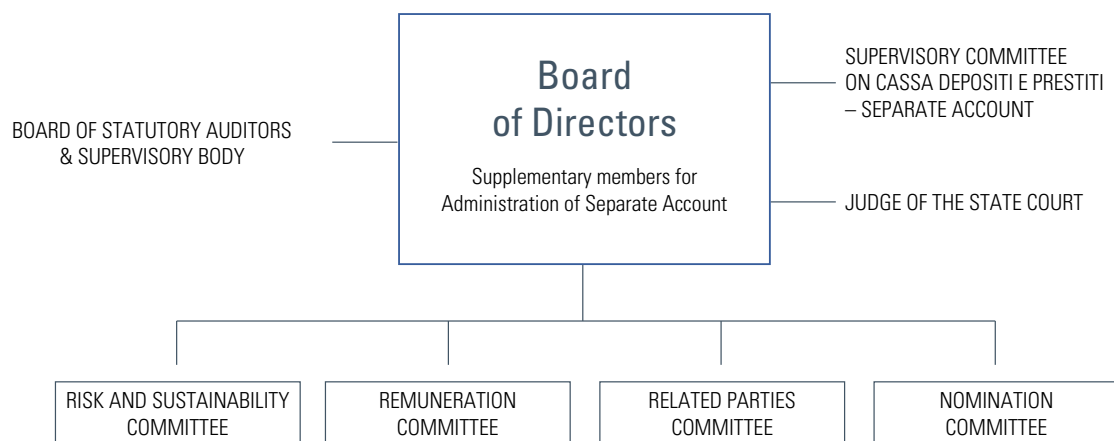 Board
of Directors
Supplementary members for
Administration of Separate Account
BOARD OF STATUTORY AUDITORS
& SUPERVISORY BODY
SUPERVISORY COMMITTEE
ON CASSA DEPOSITI E PRESTITI
– SEPARATE ACCOUNT
JUDGE OF THE STATE COURT
RISK AND SUSTAINABILITY
COMMITTEE
REMUNERATION
COMMITTEE
RELATED PARTIES
COMMITTEE
NOMINATION
COMMITTEE